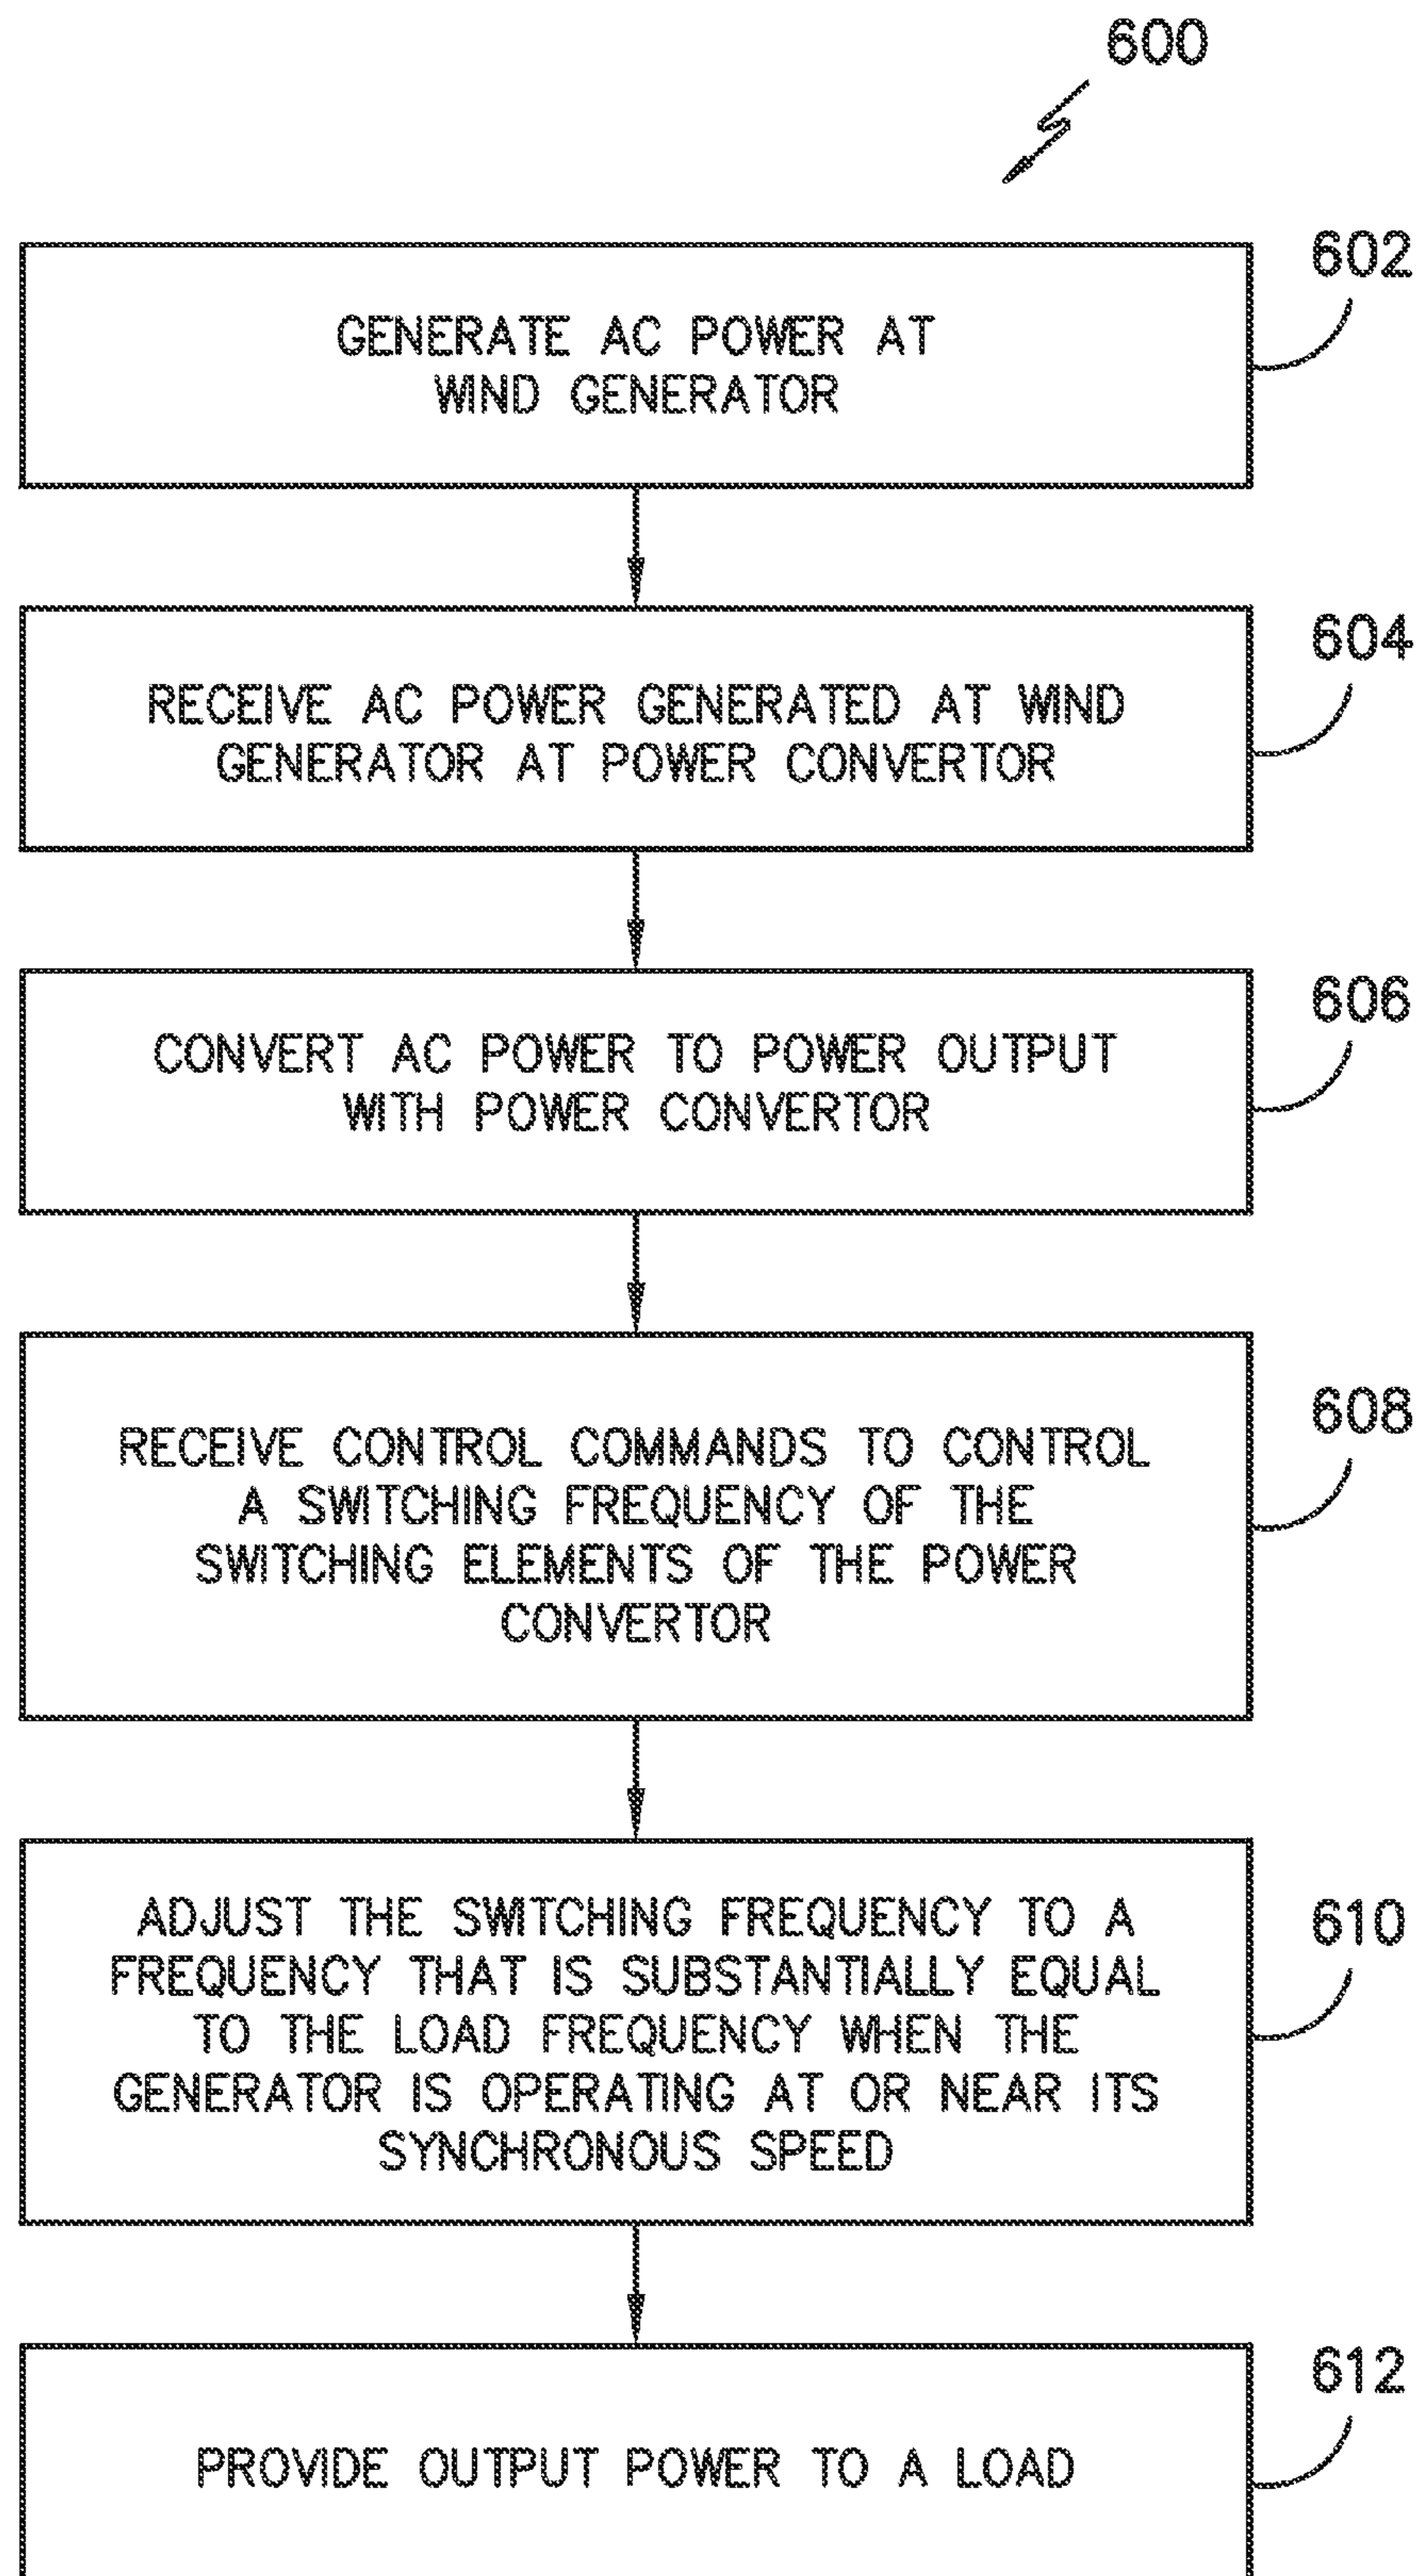 600
602
GENERATE AC POWER AT
WIND GENERATOR
604
RECEIVE AC POWER GENERATED AT WIND
GENERATOR AT POWER CONVERTOR
606
CONVERT AC POWER TO POWER OUTPUT
WITH POWER CONVERTOR
608
RECEIVE CONTROL COMMANDS TO CONTROL
A SWITCHING FREQUENCY OF THE
SWITCHING ELEMENTS OF THE POWER
CONVERTOR
610
ADJUST THE SWITCHING FREQUENCY TO A
FREQUENCY THAT IS SUBSTANTIALLY EQUAL
TO THE LOAD FREQUENCY WHEN THE
GENERATOR IS OPERATING AT OR NEAR ITS
SYNCHRONOUS SPEED
612
PROVIDE OUTPUT POWER TO A LOAD